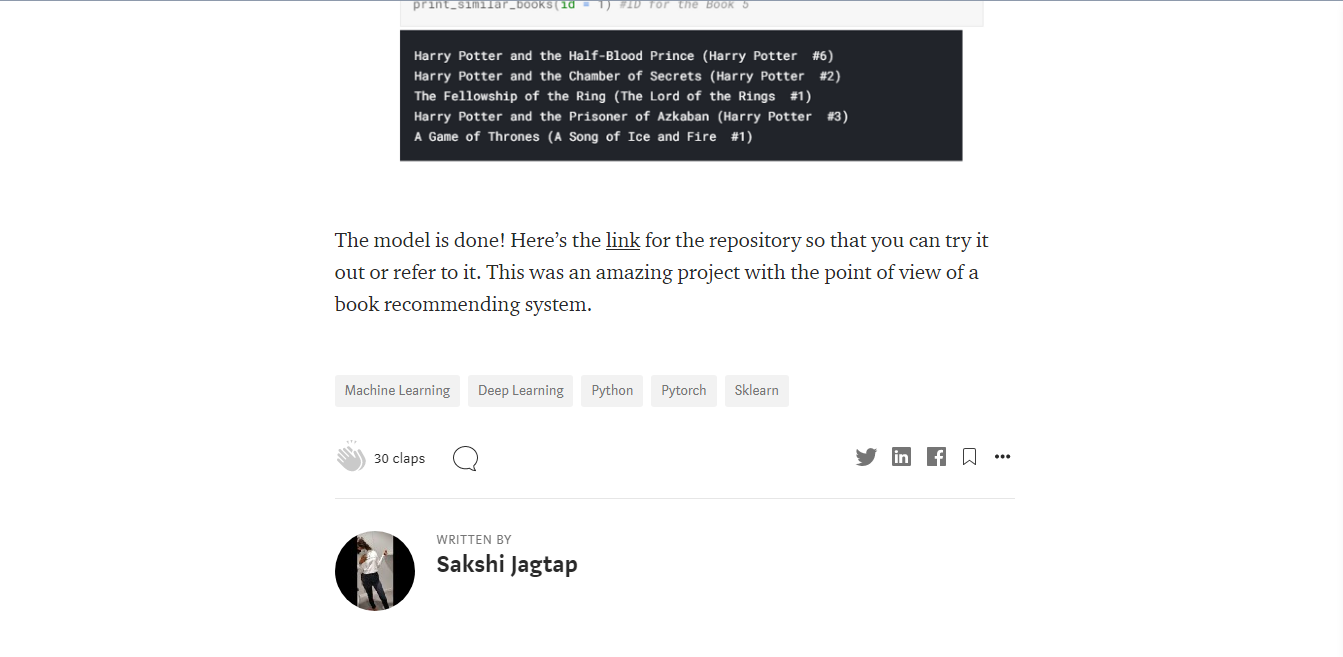 print_similar_books(id = 1) #ID for the Book 5
Harry Potter and the Half-Blood Prince (Harry Potter  #6)
Harry Potter and the Chamber of Secrets (Harry Potter  #2)
The Fellowship of the Ring (The Lord of the Rings  #1)
Harry Potter and the Prisoner of Azkaban (Harry Potter  #3)
A Game of Thrones (A Song of Ice and Fire  #1)
The model is done! Here’s the link for the repository so that you can try it
out or refer to it. This was an amazing project with the point of view of a
book recommending system.
Machine Learning Deep Learning Python Pytorch Sklearn
30 claps
WRITTEN BY
Sakshi Jagtap